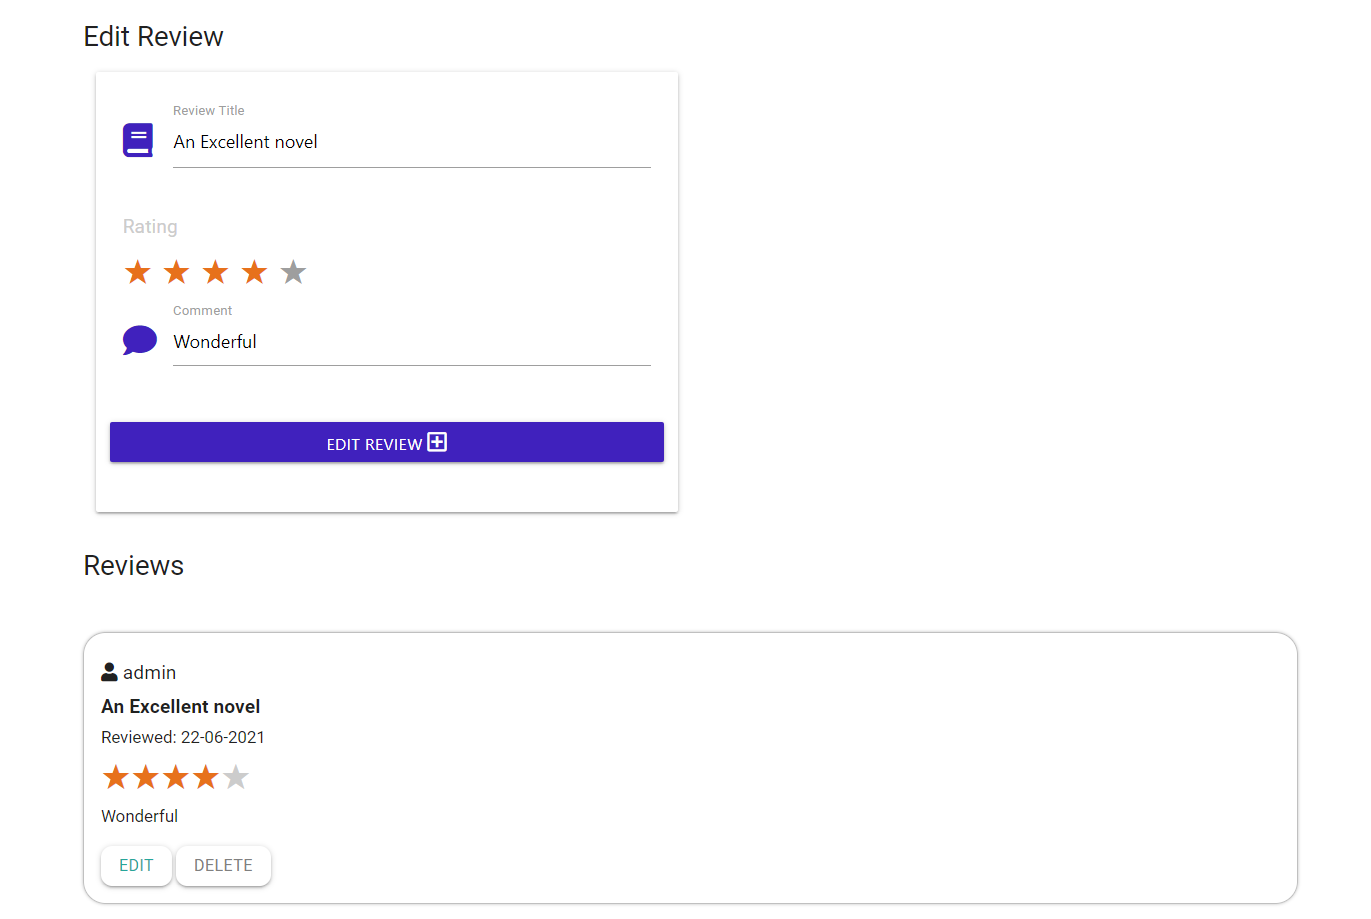 Edit Review
Review Title
An Excellent novel
Rating
Comment
Wonderful
EDIT REVIEW
Reviews
admin
An Excellent novel
Reviewed: 22-06-2021
Wonderful
EDIT DELETE